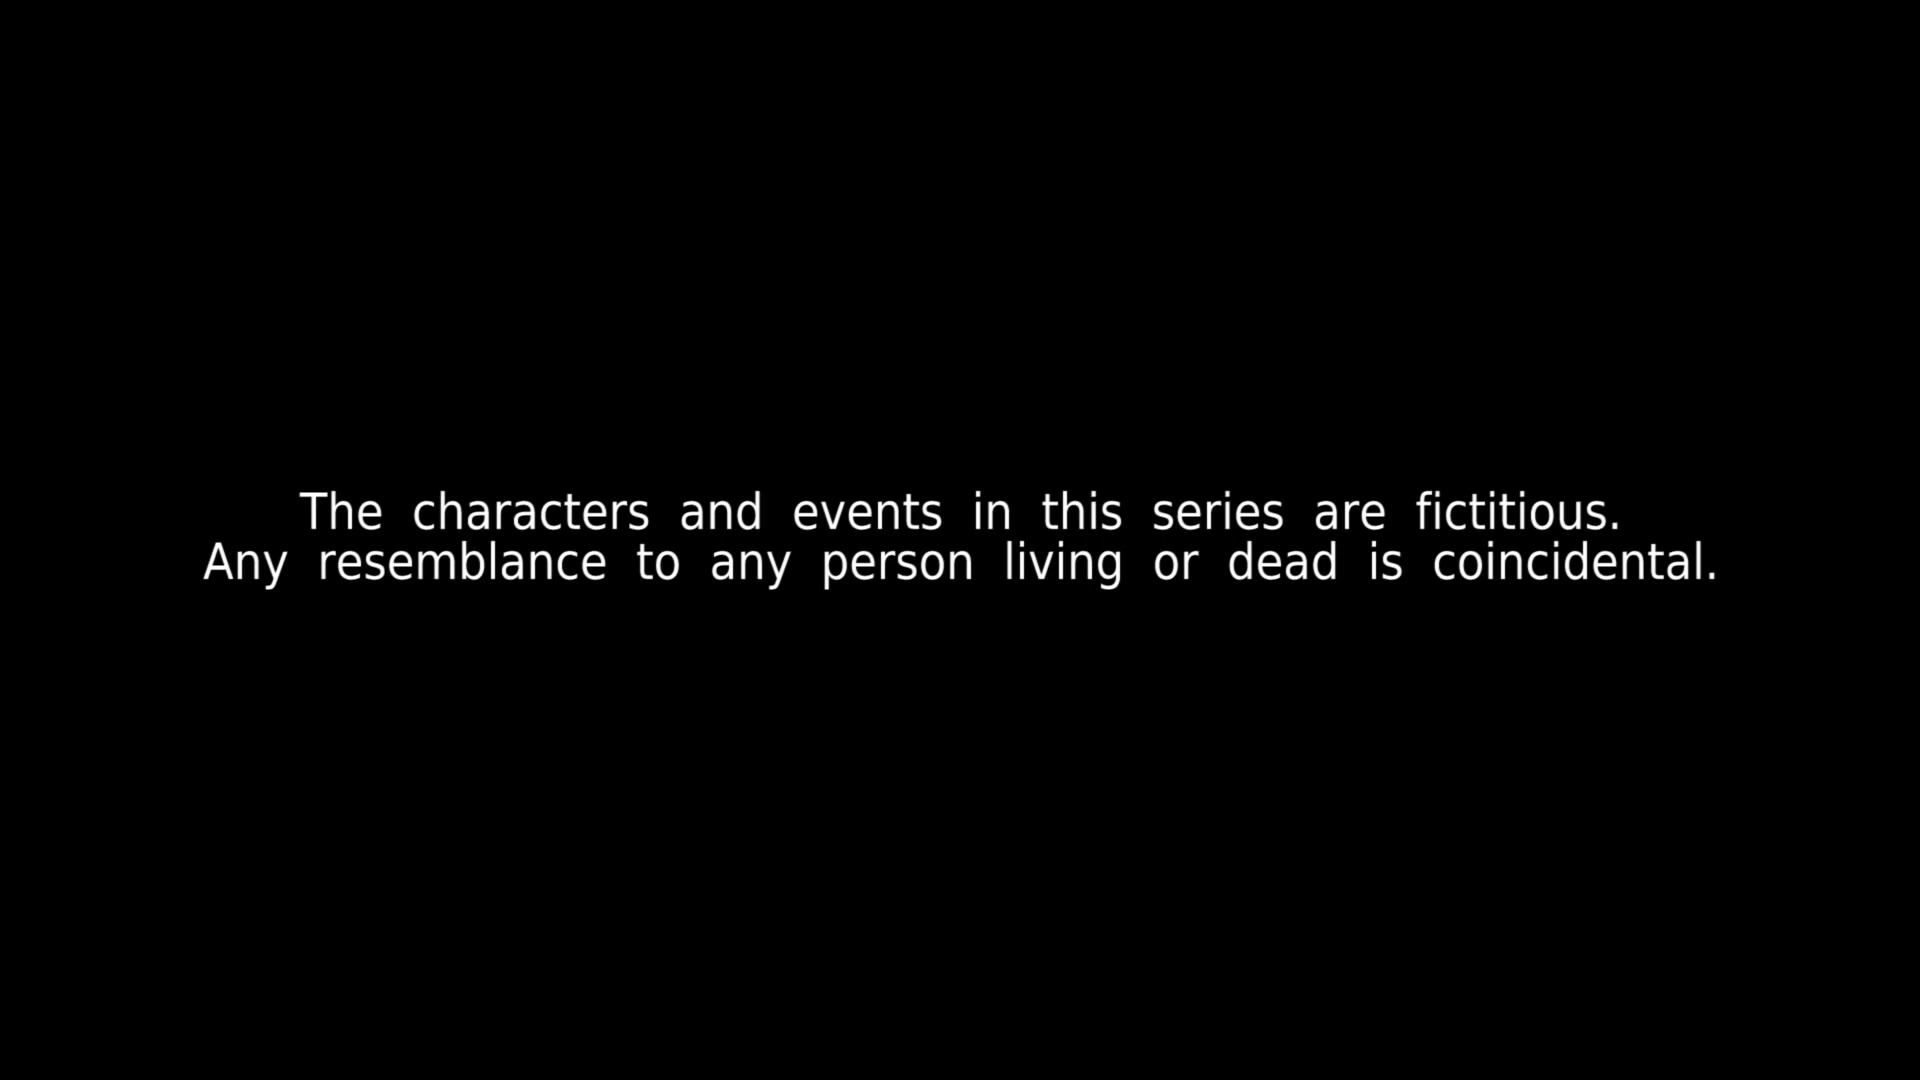 The characters and events in this series are fictitious.
Any resemblance to any person living or dead is coincidental.